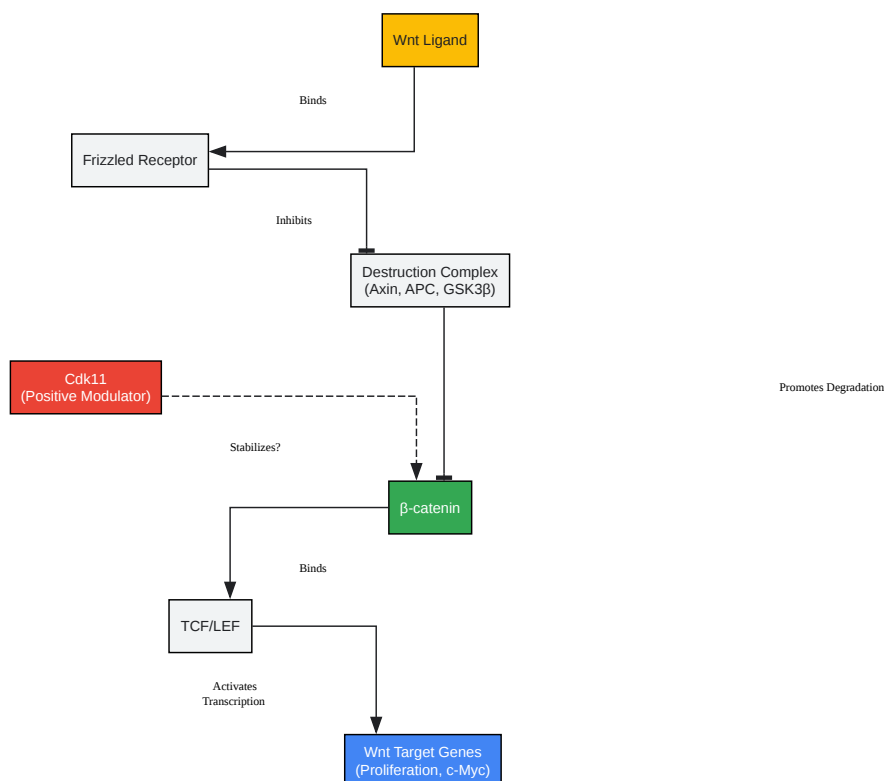 Wnt Ligand
Binds
Frizzled Receptor
Inhibits
Destruction Complex
(Axin, APC, GSK3β)
Cdk11
(Positive Modulator)
Promotes Degradation
Stabilizes?
β-catenin
Binds
TCF/LEF
Activates
Transcription
Wnt Target Genes
(Proliferation, c-Myc)